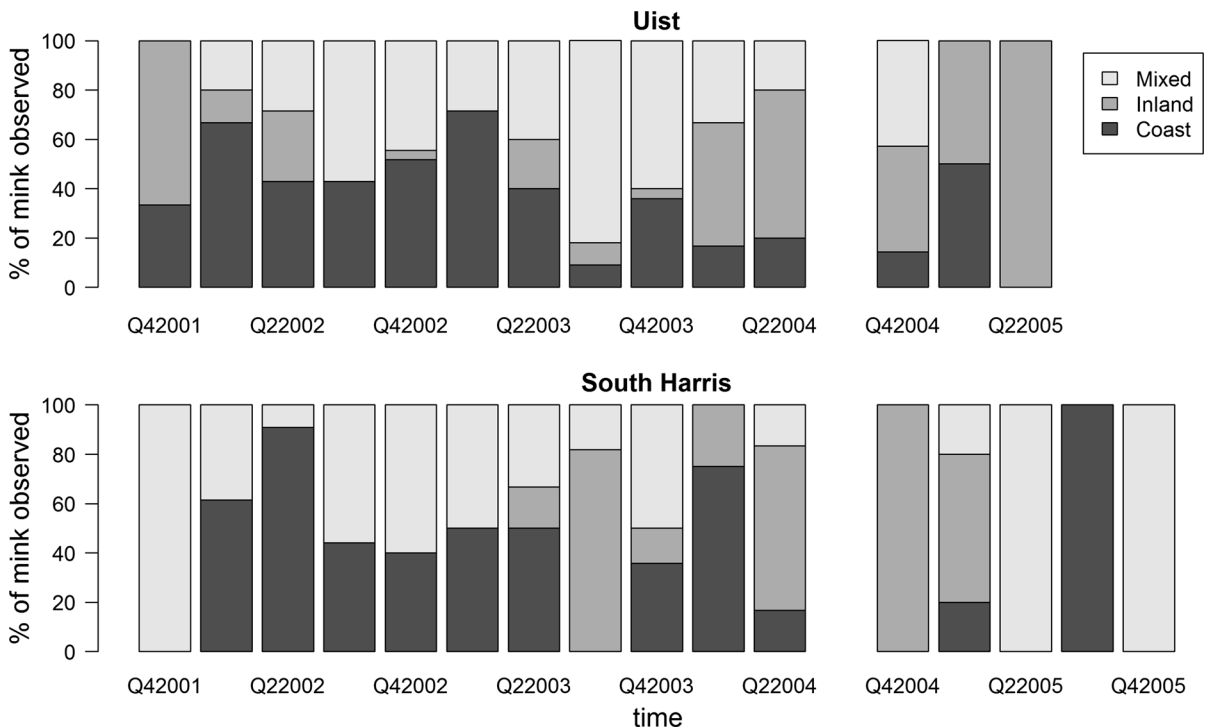 Uist
% of mink observed
100
80
60
40
20
0
Mixed
Inland
Coast
Q42001 Q22002 Q42002 Q22003 Q42003 Q22004 Q42004 Q22005
South Harris
% of mink observed
100
80
60
40
20
0
Q42001 Q22002 Q42002 Q22003 Q42003 Q22004 Q42004 Q22005 Q42005
time